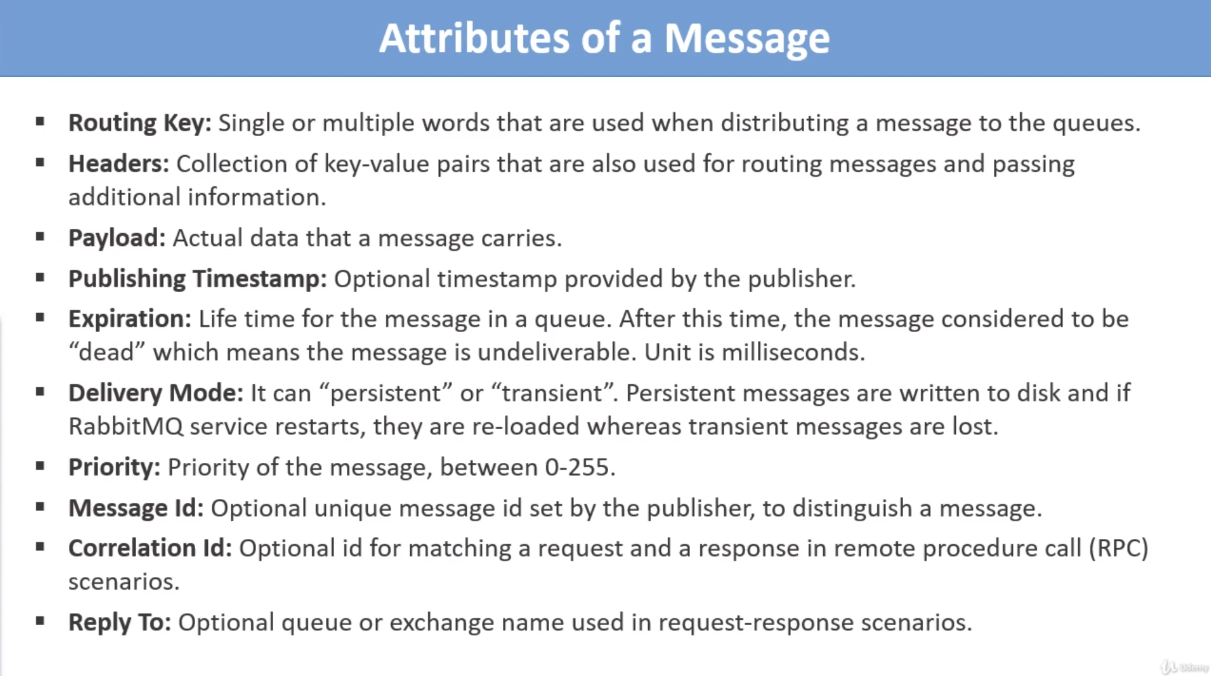 Attributes of a Message
▪ Routing Key: Single or multiple words that are used when distributing a message to the queues.
▪ Headers: Collection of key-value pairs that are also used for routing messages and passing
additional information.
▪ Payload: Actual data that a message carries.
▪ Publishing Timestamp: Optional timestamp provided by the publisher.
▪ Expiration: Life time for the message in a queue. After this time, the message considered to be
“dead” which means the message is undeliverable. Unit is milliseconds.
▪ Delivery Mode: It can “persistent” or “transient”. Persistent messages are written to disk and if
RabbitMQ service restarts, they are re-loaded whereas transient messages are lost.
▪ Priority: Priority of the message, between 0-255.
▪ Message Id: Optional unique message id set by the publisher, to distinguish a message.
▪ Correlation Id: Optional id for matching a request and a response in remote procedure call (RPC)
scenarios.
▪ Reply To: Optional queue or exchange name used in request-response scenarios.
Udemy